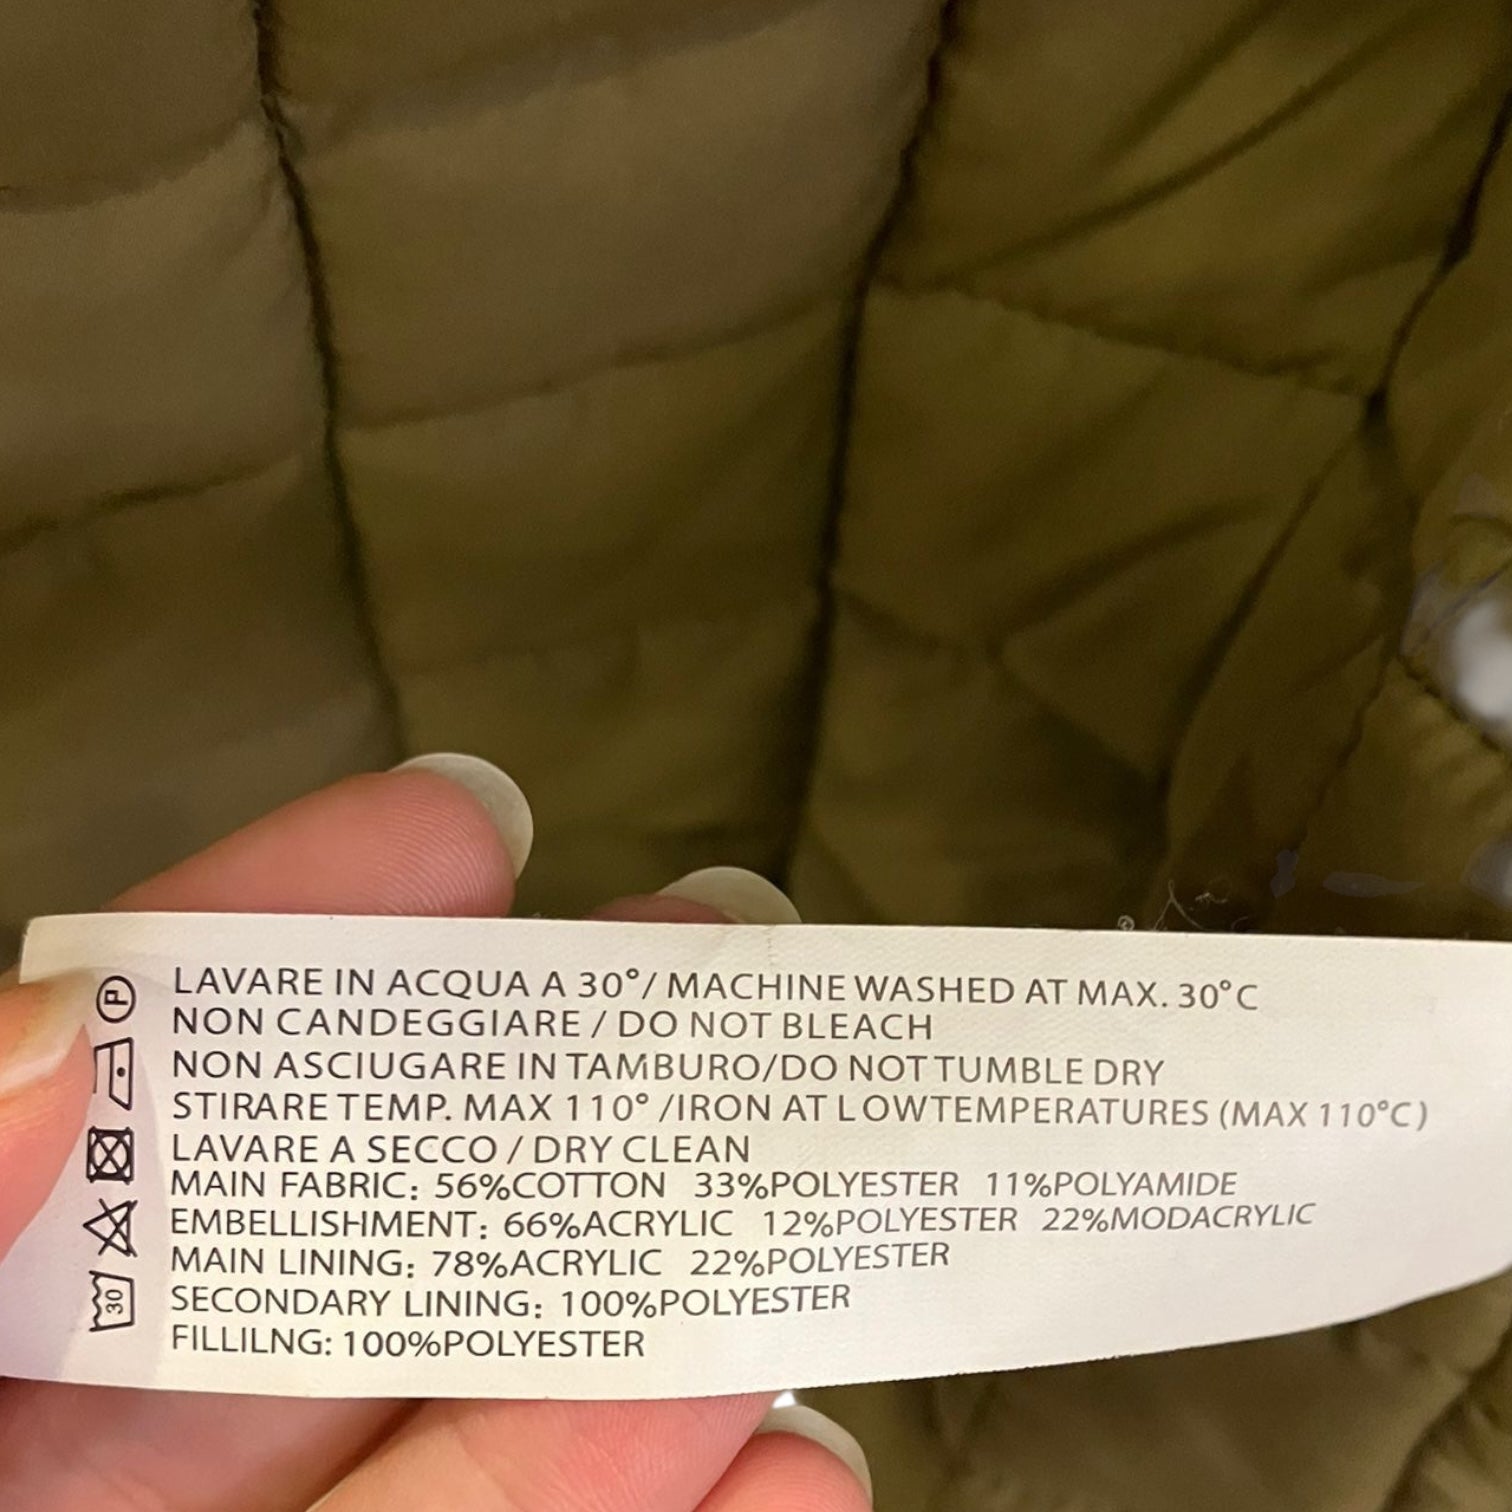 LAVARE IN ACQUA A 30°/ MACHINE WASHED AT MAX. 30°C
NON CANDEGGIARE / DO NOT BLEACH
NON ASCIUGARE IN TAMBURO/DO NOT TUMBLE DRY
STIRARE TEMP. MAX 110° /IRON AT LOWTEMPERATURES (MAX 110°C)
LAVARE A SECCO / DRY CLEAN
MAIN FABRIC: 56%COTTON 33%POLYESTER 11%POLYAMIDE
EMBELLISHMENT: 66%ACRYLIC 12%POLYESTER 22%MODACRYLIC
MAIN LINING: 78%ACRYLIC 22%POLYESTER
SECONDARY LINING: 100%POLYESTER
FILLILNG: 100%POLYESTER
30
P